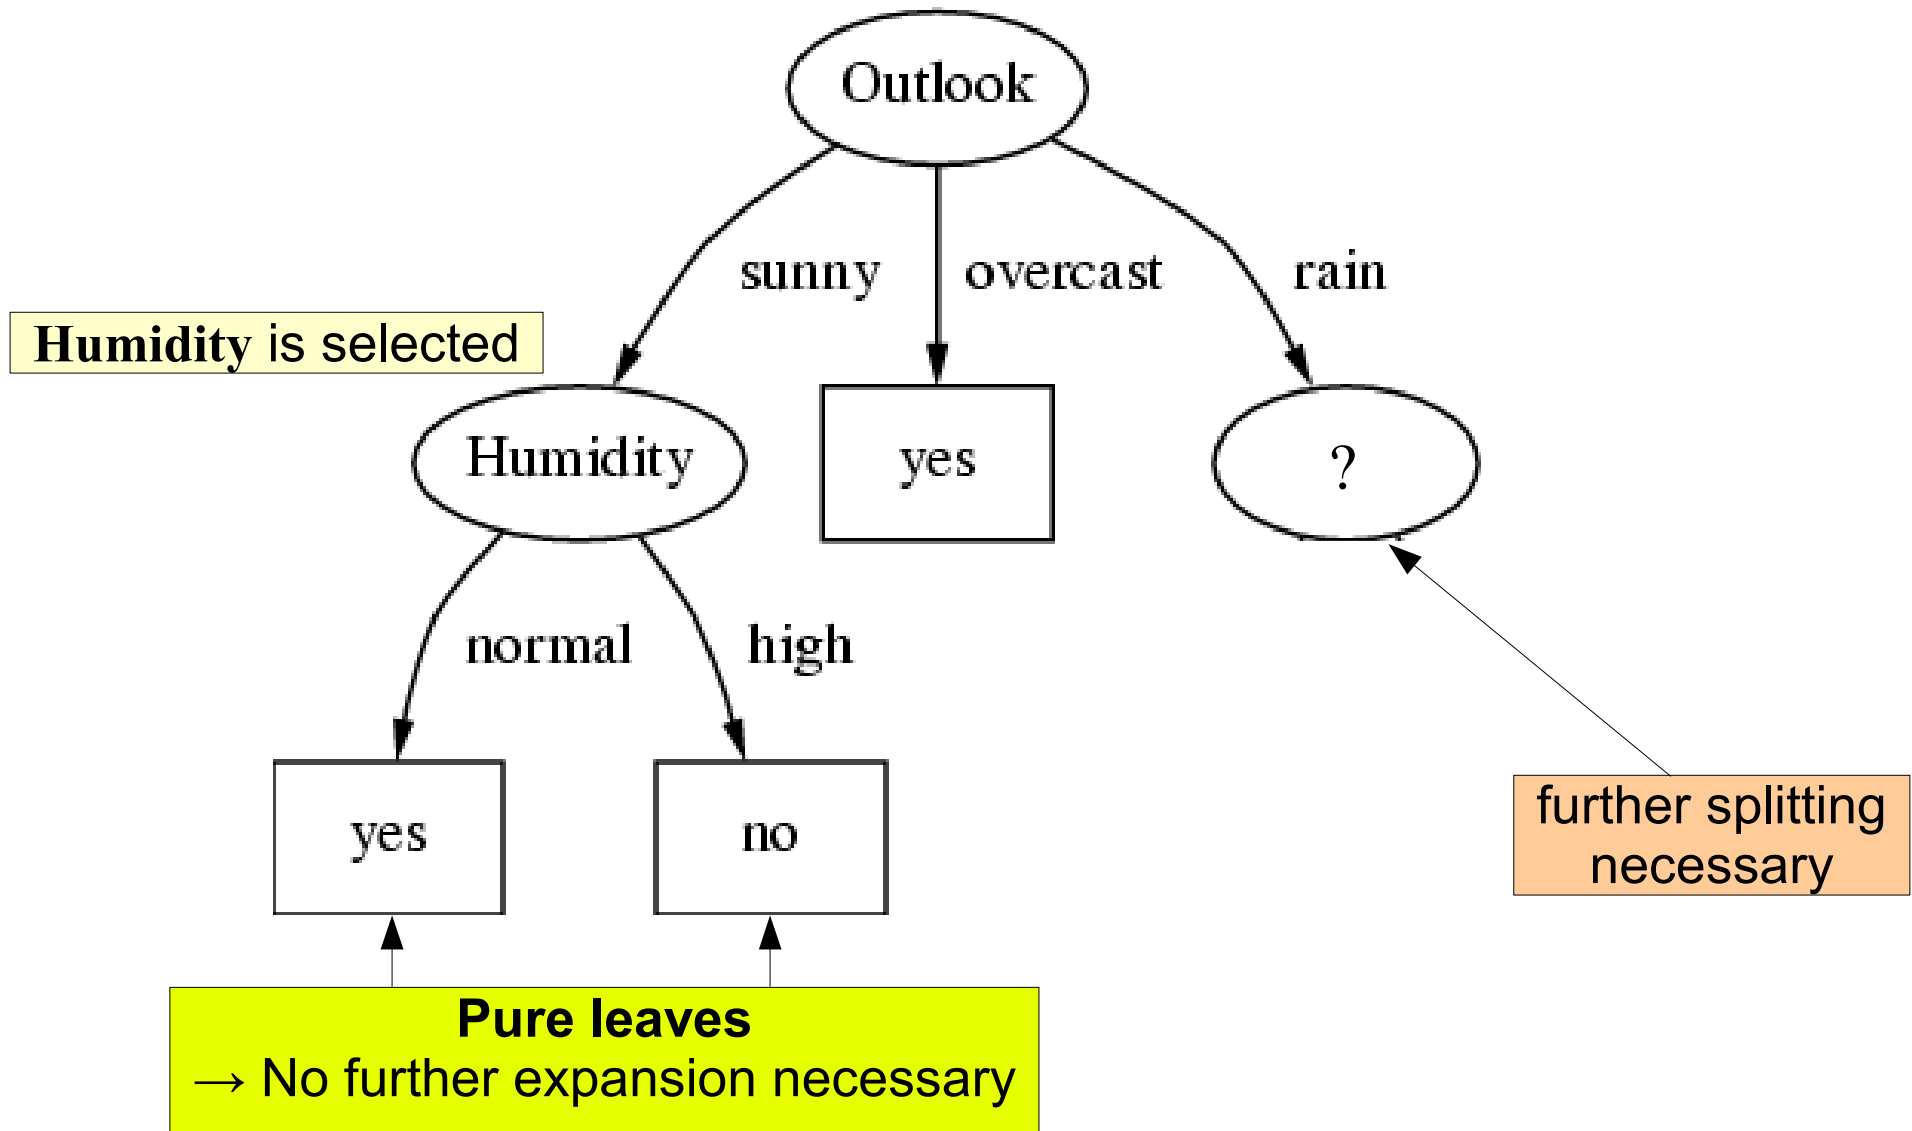 Outlook
sunny
overcast
rain
Humidity is selected
Humidity
yes
?
normal
high
yes
no
further splitting
necessary
Pure leaves
→ No further expansion necessary